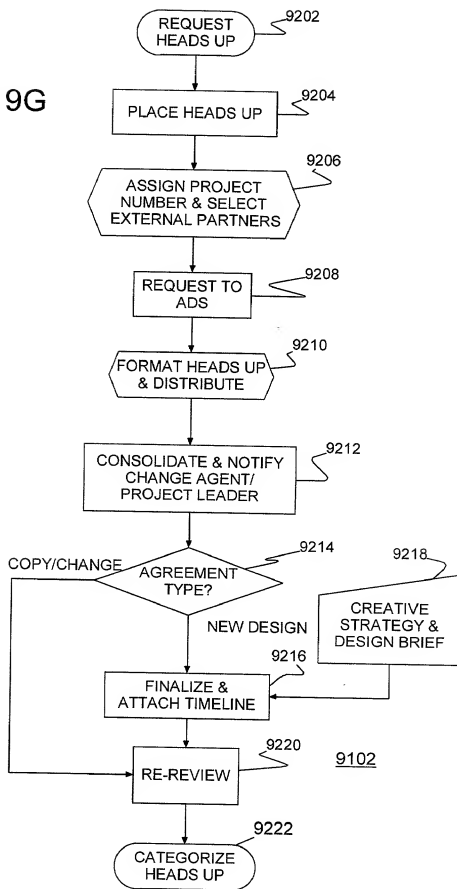 REQUEST
HEADS UP
9202
9G
PLACE HEADS UP
9204
ASSIGN PROJECT
NUMBER & SELECT
EXTERNAL PARTNERS
9206
REQUEST TO
ADS
9208
FORMAT HEADS UP
& DISTRIBUTE
9210
CONSOLIDATE & NOTIFY
CHANGE AGENT/
PROJECT LEADER
9212
COPY/CHANGE
AGREEMENT
TYPE?
9214
9218
CREATIVE
STRATEGY &
DESIGN BRIEF
NEW DESIGN
9216
FINALIZE &
ATTACH TIMELINE
RE-REVIEW
9220
9102
9222
CATEGORIZE
HEADS UP